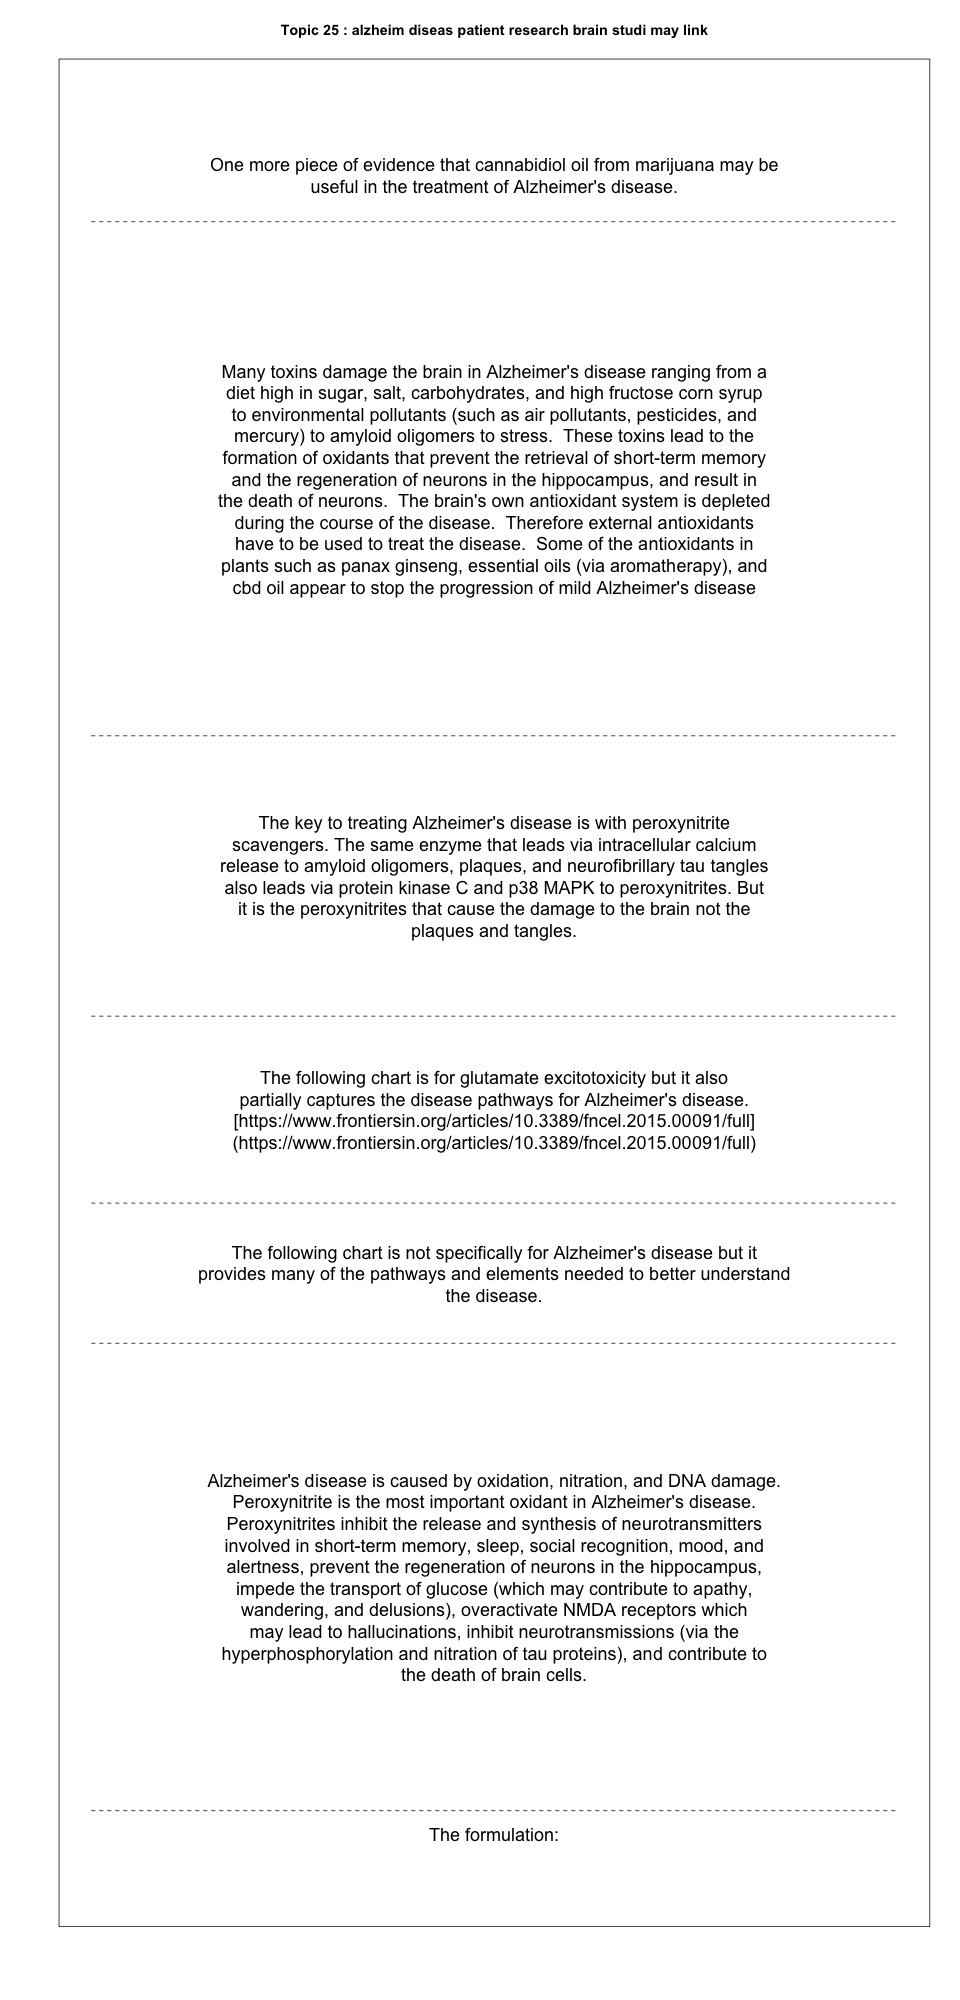 Topic 25 : alzheim diseas patient research brain studi may link
One more piece of evidence that cannabidiol oil from marijuana may be
useful in the treatment of Alzheimer's disease.
Many toxins damage the brain in Alzheimer's disease ranging from a
diet high in sugar, salt, carbohydrates, and high fructose corn syrup
to environmental pollutants (such as air pollutants, pesticides, and
mercury) to amyloid oligomers to stress.  These toxins lead to the
formation of oxidants that prevent the retrieval of short-term memory
and the regeneration of neurons in the hippocampus, and result in
the death of neurons.  The brain's own antioxidant system is depleted
during the course of the disease.  Therefore external antioxidants
have to be used to treat the disease.  Some of the antioxidants in
plants such as panax ginseng, essential oils (via aromatherapy), and
cbd oil appear to stop the progression of mild Alzheimer's disease
The key to treating Alzheimer's disease is with peroxynitrite
scavengers. The same enzyme that leads via intracellular calcium
release to amyloid oligomers, plaques, and neurofibrillary tau tangles
also leads via protein kinase C and p38 MAPK to peroxynitrites. But
it is the peroxynitrites that cause the damage to the brain not the
plaques and tangles.
The following chart is for glutamate excitotoxicity but it also
partially captures the disease pathways for Alzheimer's disease.
[https://www.frontiersin.org/articles/10.3389/fncel.2015.00091/full]
(https://www.frontiersin.org/articles/10.3389/fncel.2015.00091/full)
The following chart is not specifically for Alzheimer's disease but it
provides many of the pathways and elements needed to better understand
the disease.
Alzheimer's disease is caused by oxidation, nitration, and DNA damage.
Peroxynitrite is the most important oxidant in Alzheimer's disease.
Peroxynitrites inhibit the release and synthesis of neurotransmitters
involved in short-term memory, sleep, social recognition, mood, and
alertness, prevent the regeneration of neurons in the hippocampus,
impede the transport of glucose (which may contribute to apathy,
wandering, and delusions), overactivate NMDA receptors which
may lead to hallucinations, inhibit neurotransmissions (via the
hyperphosphorylation and nitration of tau proteins), and contribute to
the death of brain cells.
The formulation: